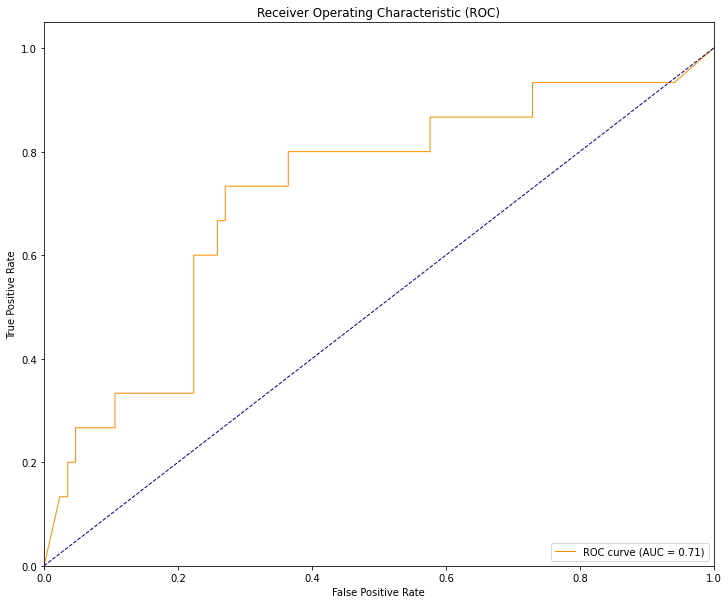 Receiver Operating Characteristic (ROC)
1.0
0.8
0.6
0.4
0.2
0.0
True Positive Rate
ROC curve (AUC = 0.71)
0.0 0.2 0.4 0.6 0.8 1.0
False Positive Rate